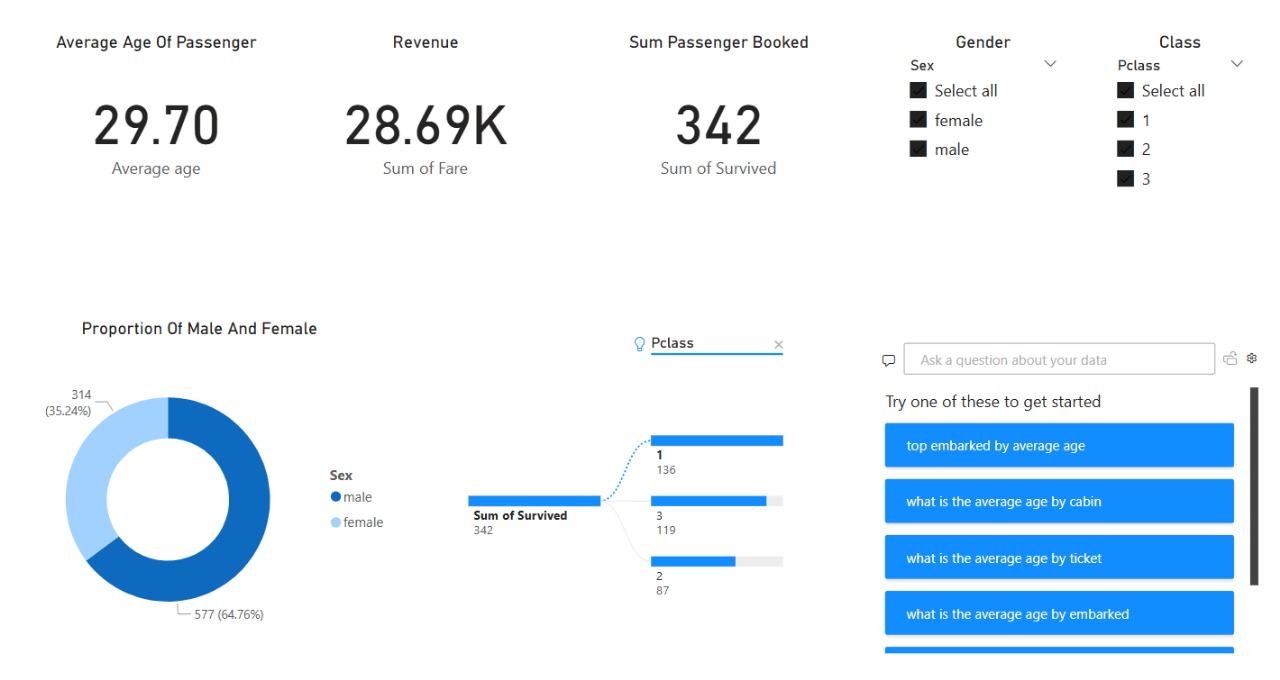 Average Age Of Passenger
29.70
Average age
Revenue
28.69K
Sum of Fare
Sum Passenger Booked
342
Sum of Survived
Gender
Sex
Select all
female
male
Class
Pclass
Select all
1
2
3
Proportion Of Male And Female
314
(35.24%)
577 (64.76%)
Sex
male
female
Pclass
Sum of Survived
342
1
136
3
119
2
87
Ask a question about your data
Try one of these to get started
top embarked by average age
what is the average age by cabin
what is the average age by ticket
what is the average age by embarked